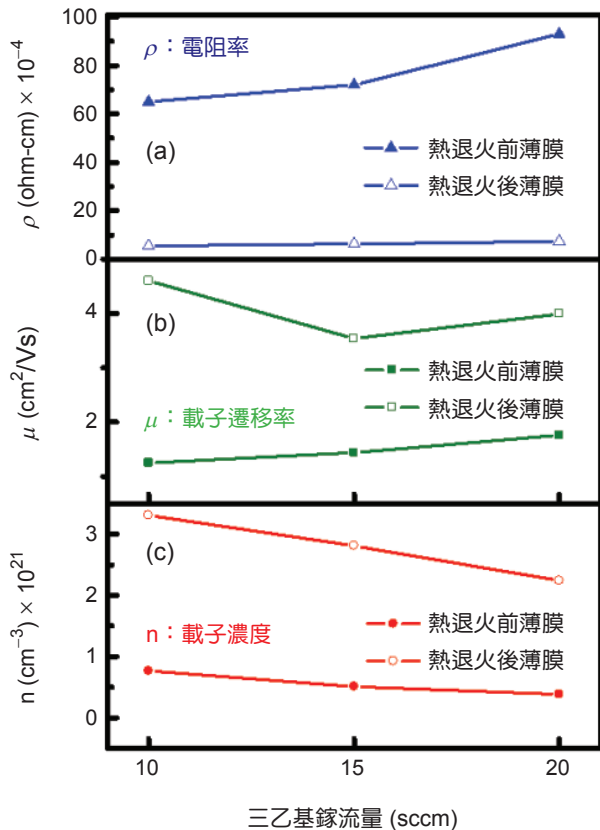 100
80
60
40
20
0
ρ (ohm-cm) × 10⁻⁴
ρ：電阻率
(a)
熱退火前薄膜
熱退火後薄膜
4
2
μ (cm²/Vs)
(b)
熱退火前薄膜
熱退火後薄膜
μ：載子遷移率
3
2
1
0
n (cm⁻³) × 10²¹
(c)
n：載子濃度
熱退火前薄膜
熱退火後薄膜
10 15 20
三乙基鎵流量 (sccm)